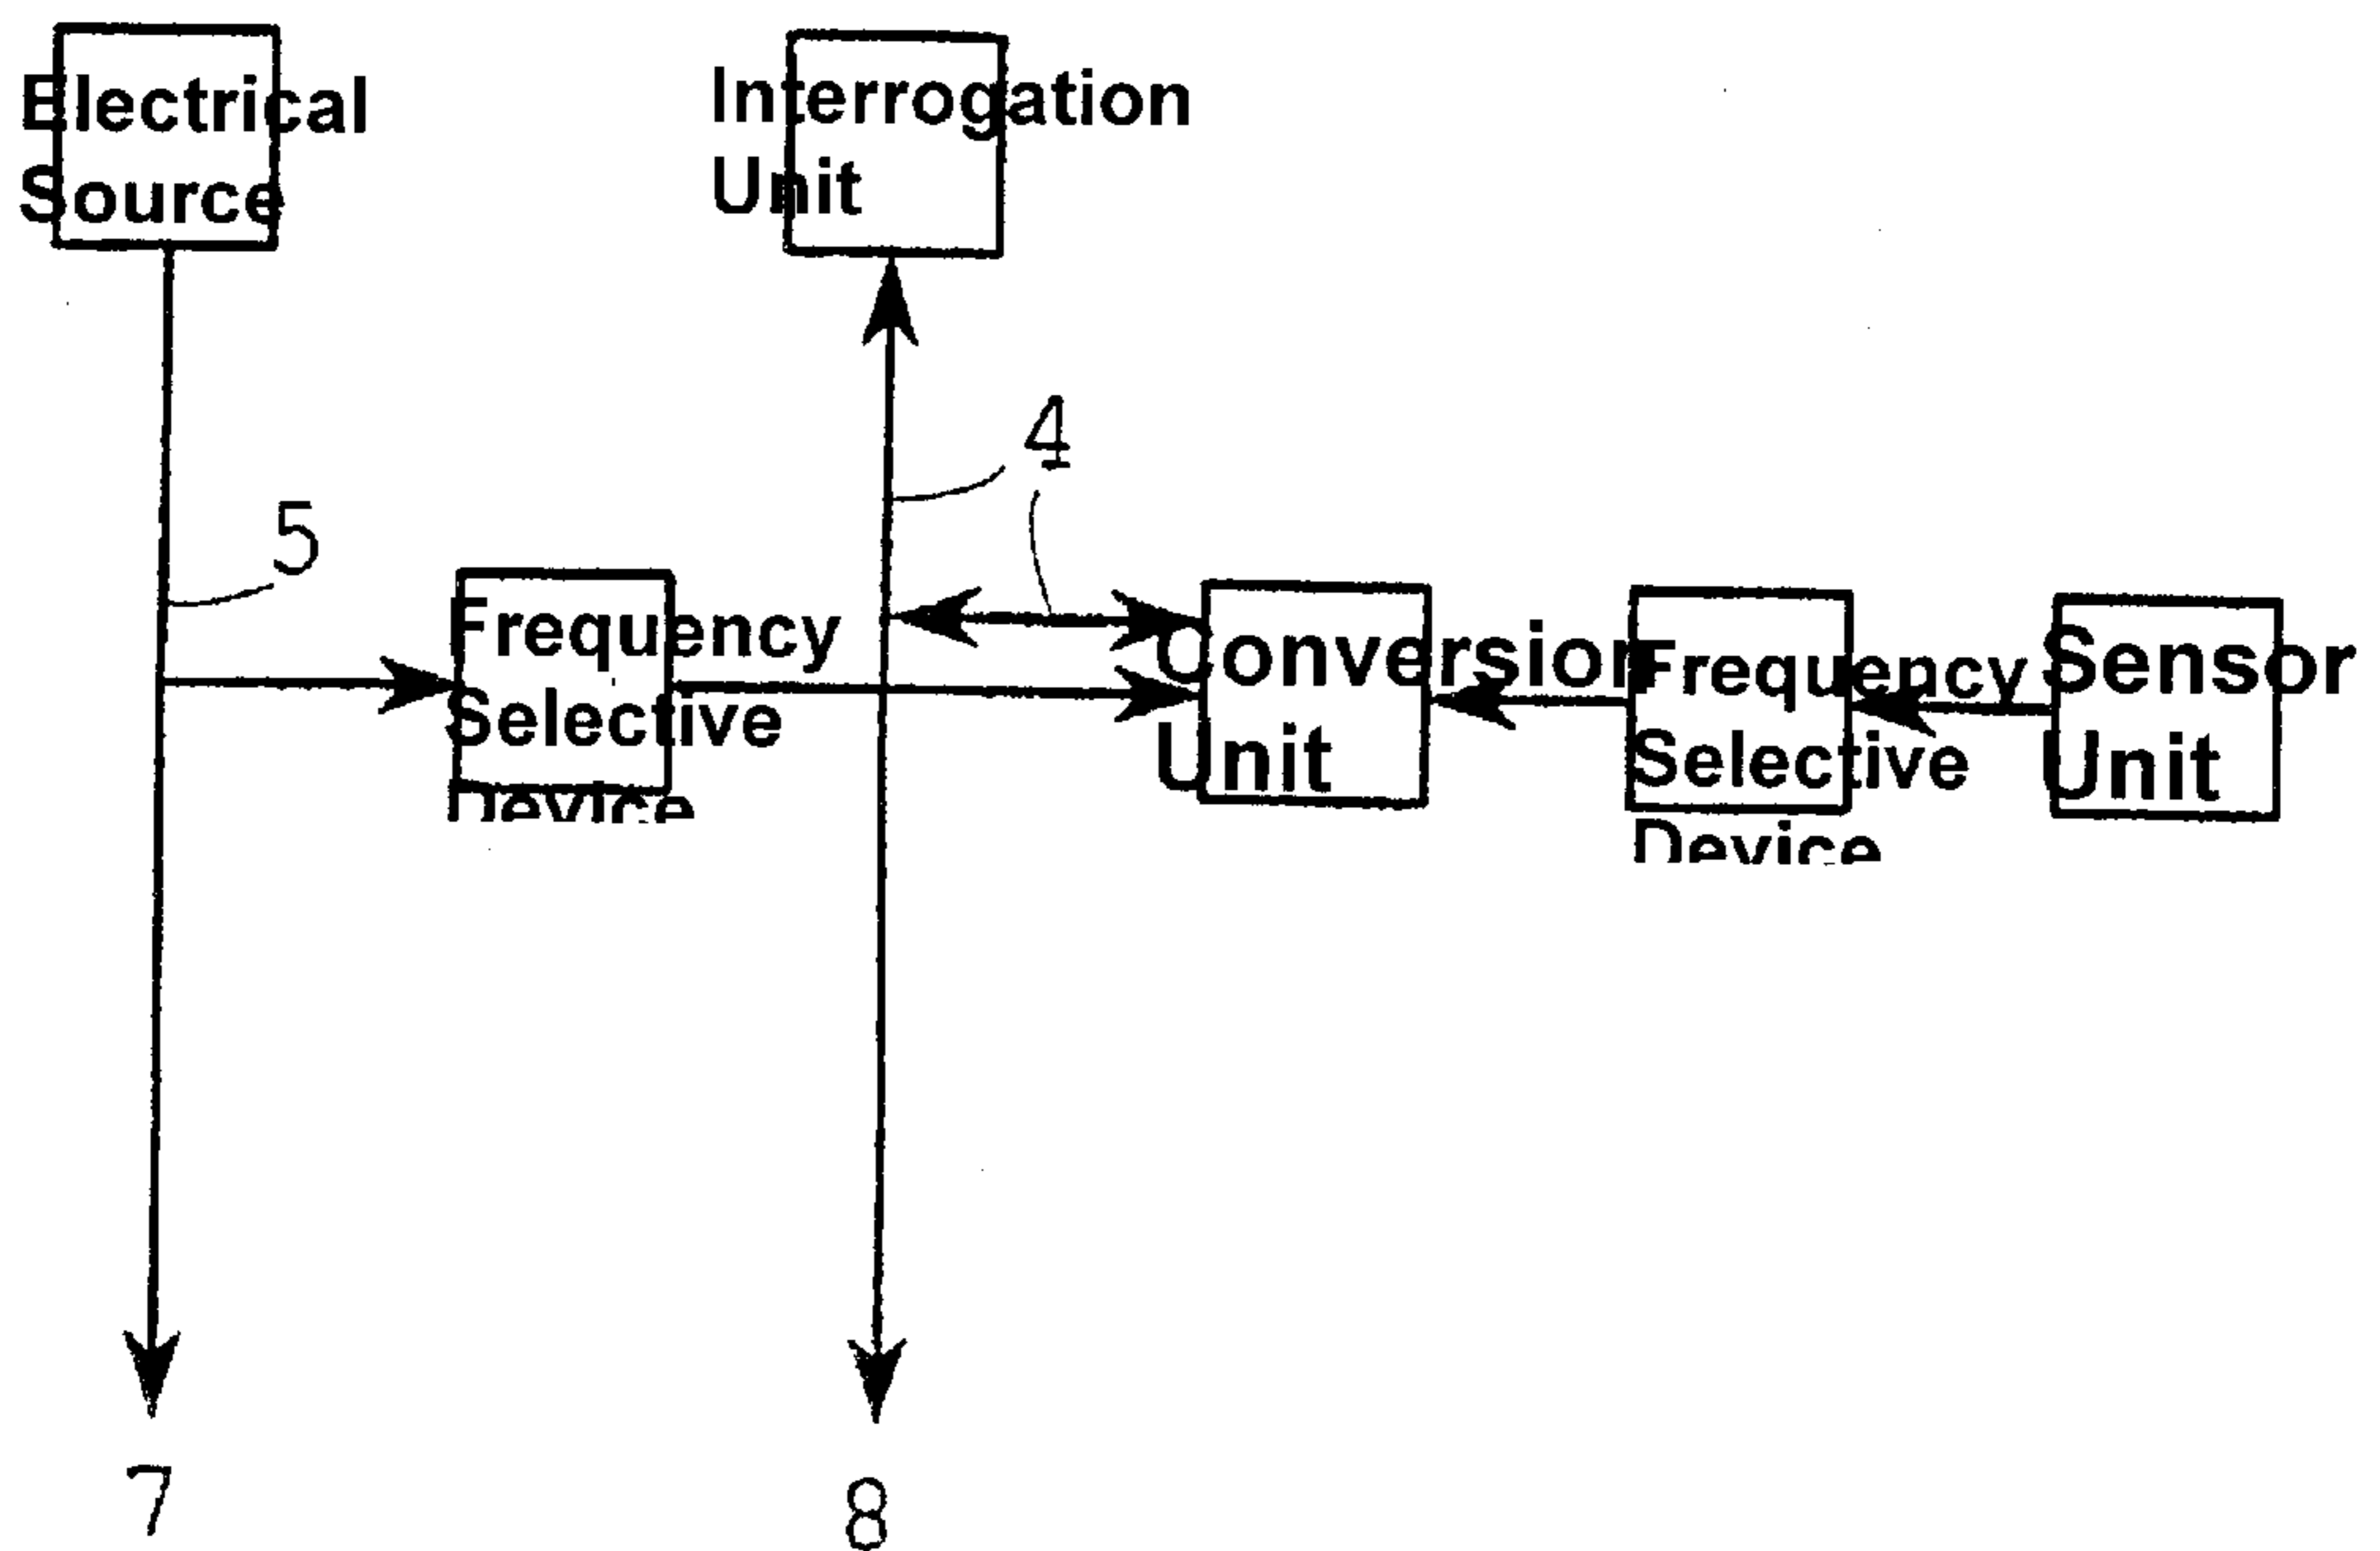 Electrical
Source
Interrogation
Unit
4
5
Frequency
Selective
Device
Conversion
Unit
Frequency
Selective
Device
Sensor
Unit
7
8